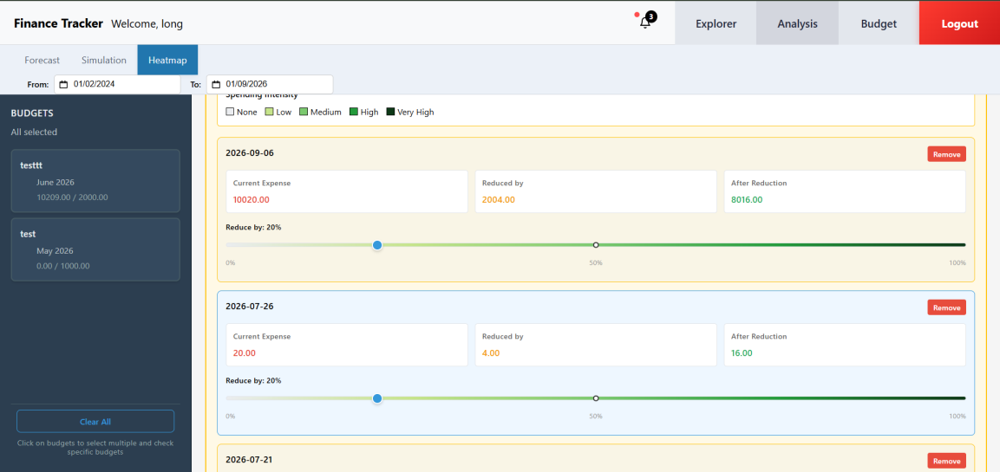 Finance Tracker Welcome, long
3
Explorer Analysis Budget Logout
Forecast Simulation Heatmap
From: 01/02/2024 To: 01/09/2026
BUDGETS
All selected
testtt
June 2026
10209.00 / 2000.00
test
May 2026
0.00 / 1000.00
Clear All
Click on budgets to select multiple and check
specific budgets
Spending Intensity
None Low Medium High Very High
2026-09-06 Remove
Current Expense Reduced by After Reduction
10020.00 2004.00 8016.00
Reduce by: 20%
0% 50% 100%
2026-07-26 Remove
Current Expense Reduced by After Reduction
20.00 4.00 16.00
Reduce by: 20%
0% 50% 100%
2026-07-21 Remove